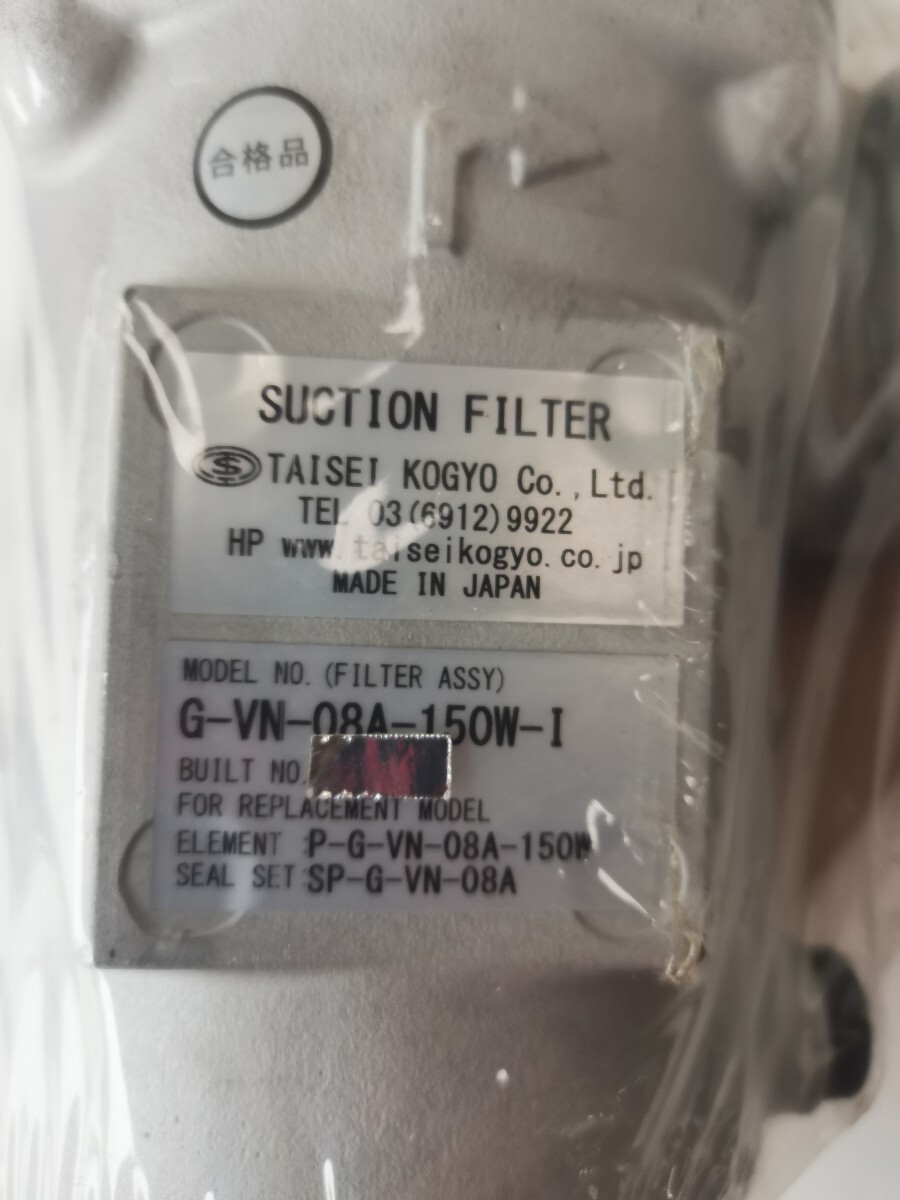 合格品
SUCTION FILTER
TAISEI KOGYO Co.,Ltd.
TEL 03(6912)9922
HP www.taiseikogyo.co.jp
MADE IN JAPAN
MODEL NO.(FILTER ASSY)
G-VN-08A-150W-I
BUILT NO.
FOR REPLACEMENT MODEL
ELEMENT :P-G-VN-08A-150W
SEAL SET:SP-G-VN-08A